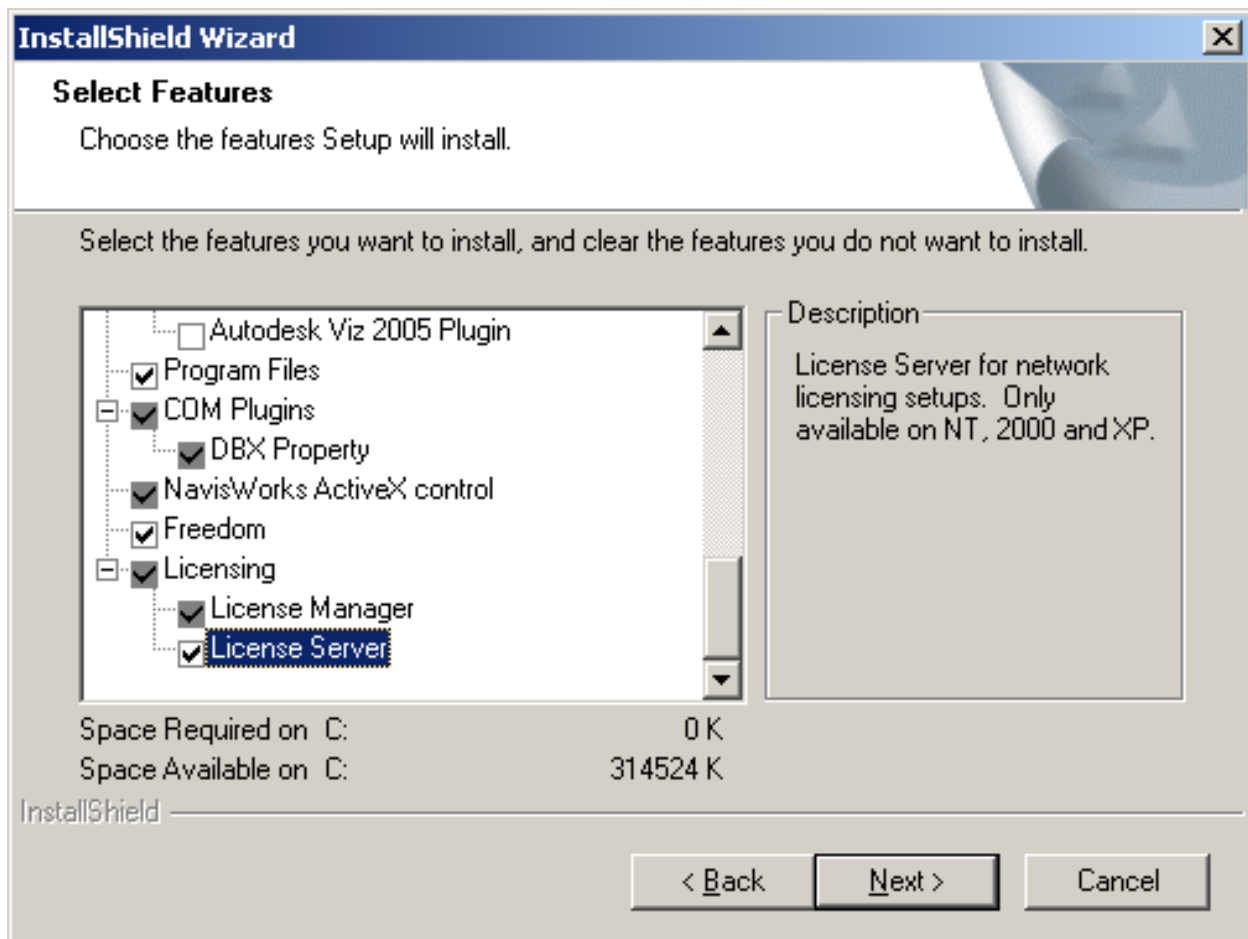 InstallShield Wizard
Select Features
Choose the features Setup will install.
Select the features you want to install, and clear the features you do not want to install.
Autodesk Viz 2005 Plugin
Program Files
COM Plugins
DBX Property
NavisWorks ActiveX control
Freedom
Licensing
License Manager
License Server
Description
License Server for network
licensing setups.  Only
available on NT, 2000 and XP.
Space Required on  C:  0 K
Space Available on  C:  314524 K
InstallShield
< Back
Next >
Cancel